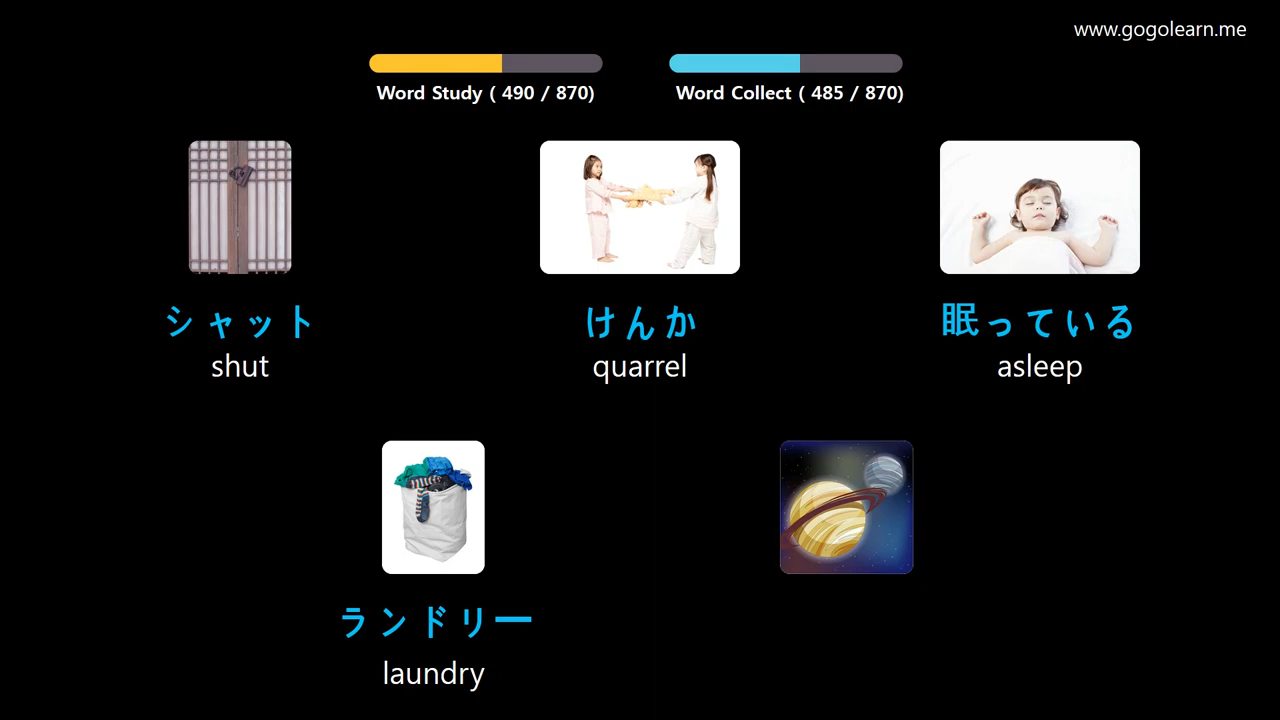 www.gogolearn.me
Word Study ( 490 / 870)
Word Collect ( 485 / 870)
シャット
shut
けんか
quarrel
眠っている
asleep
ランドリー
laundry